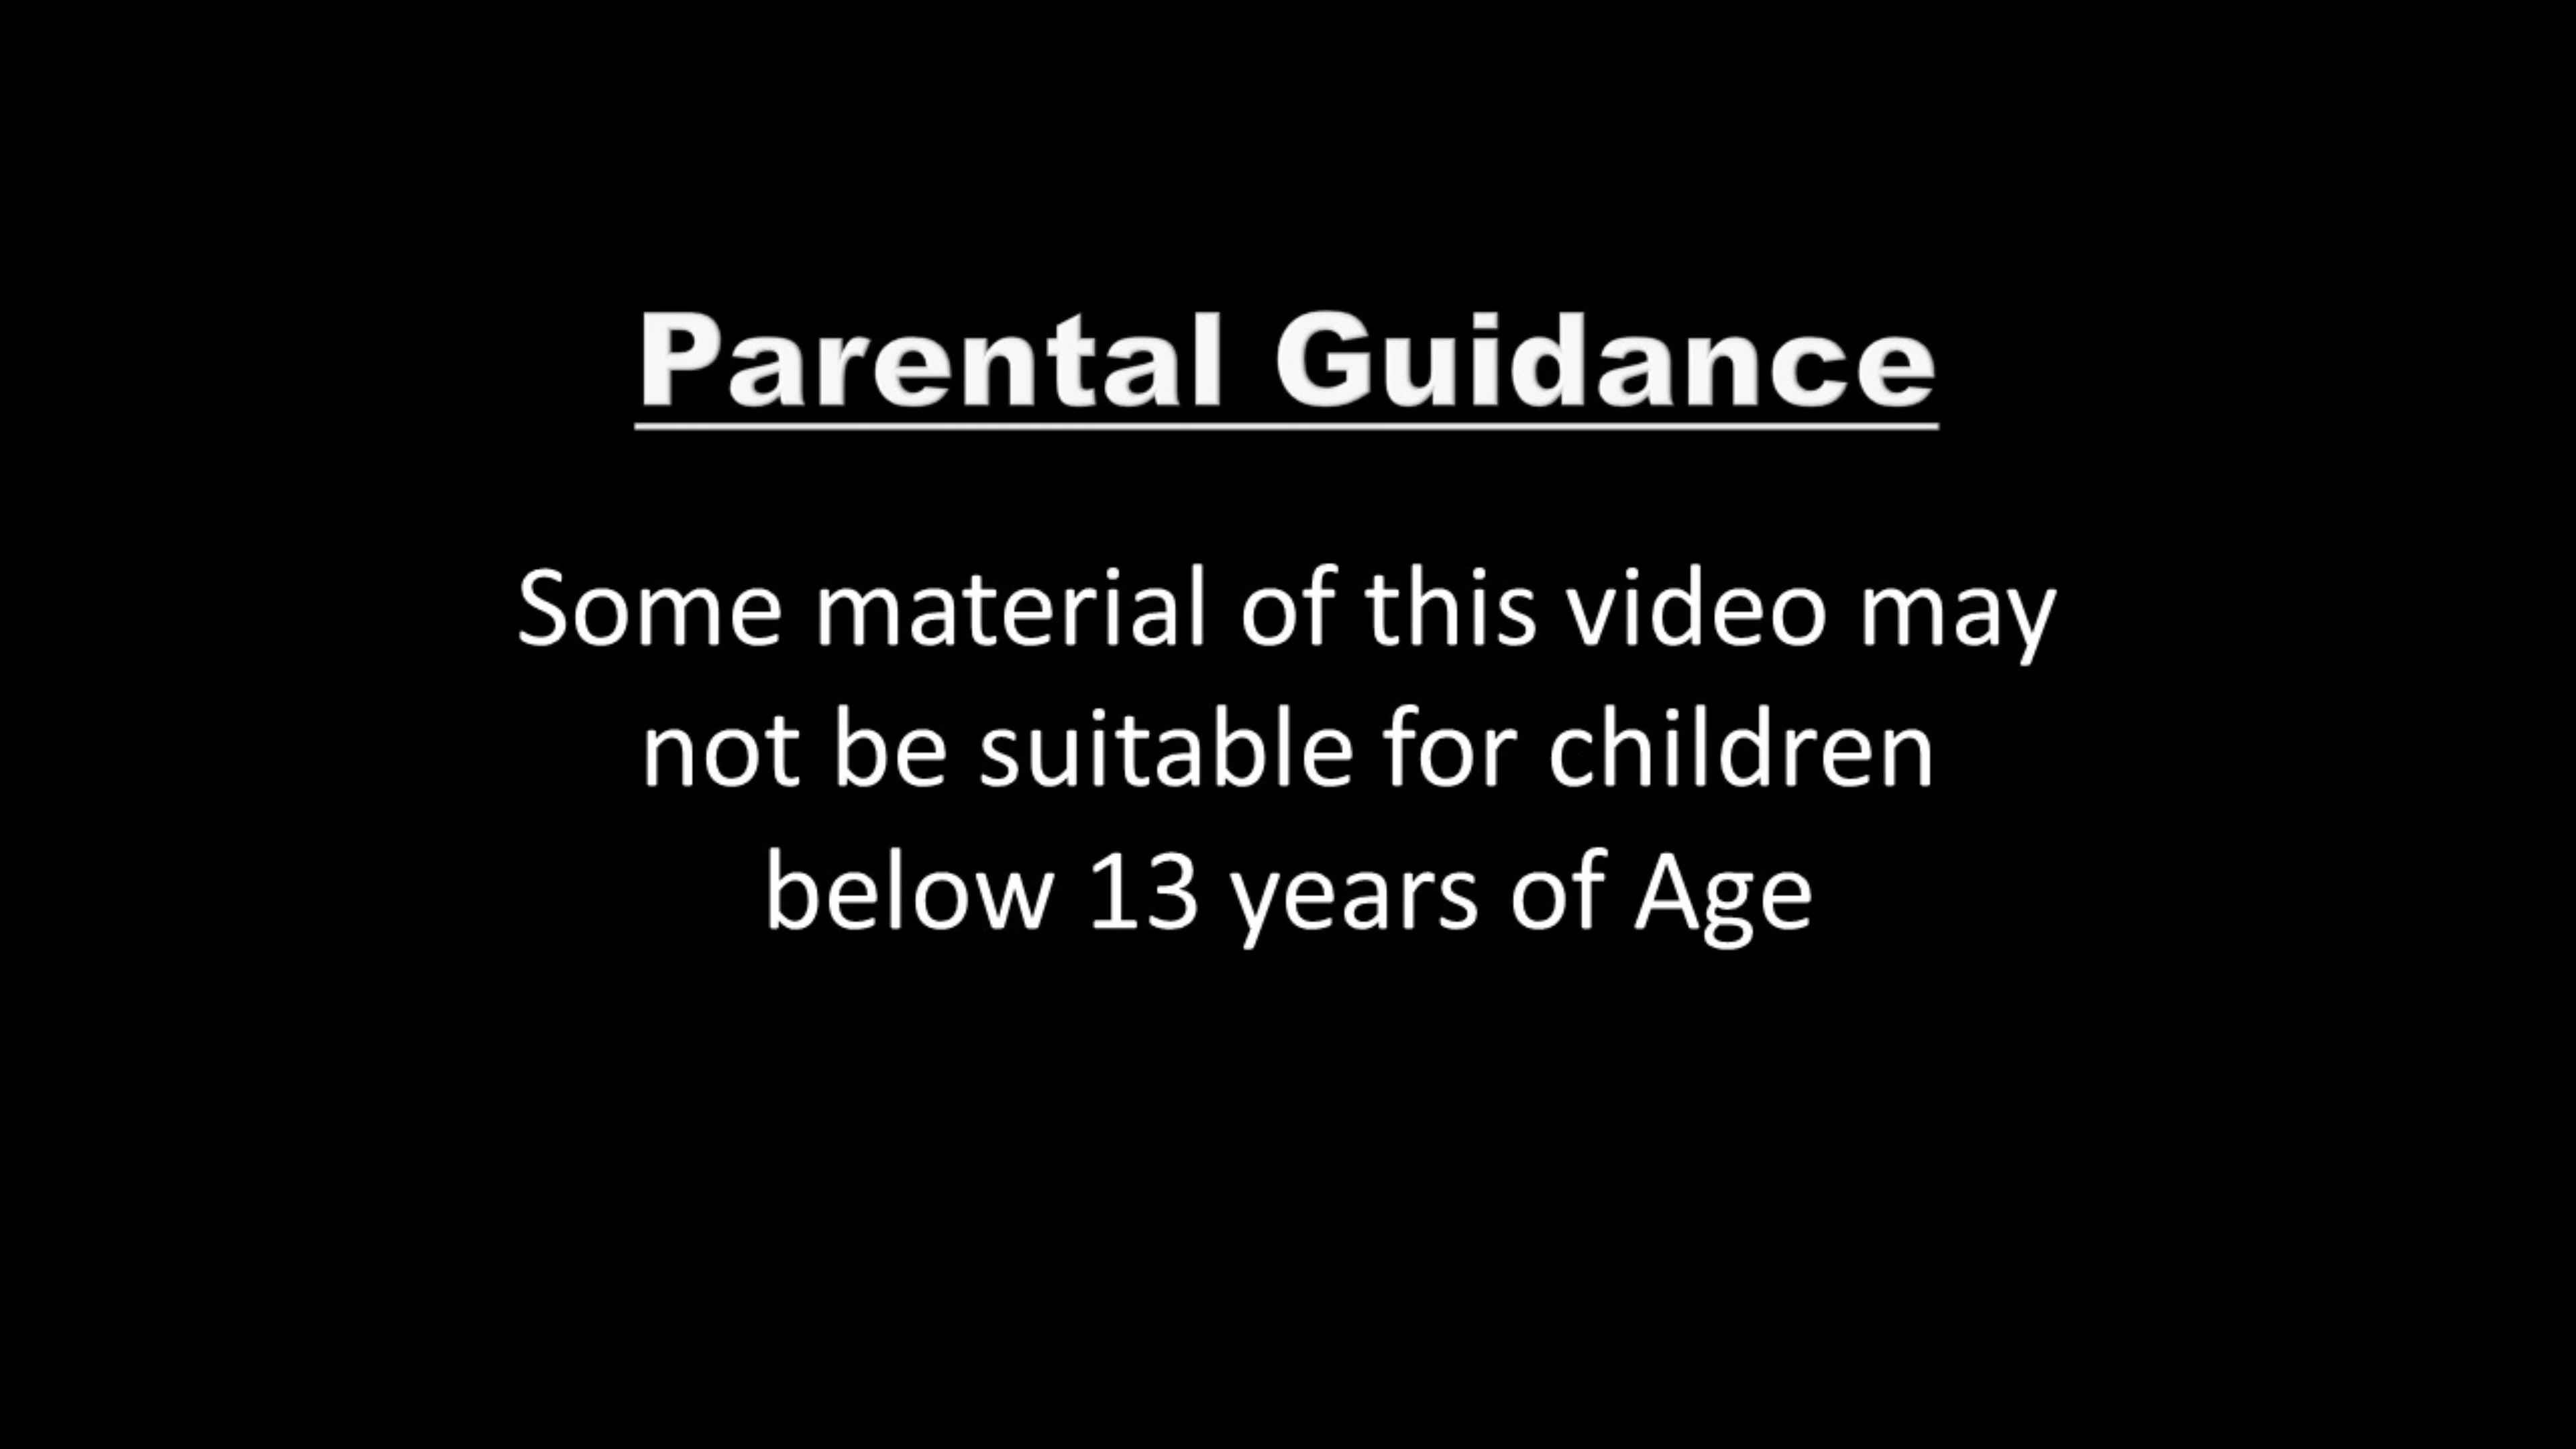 Parental Guidance
Some material of this video may
not be suitable for children
below 13 years of Age